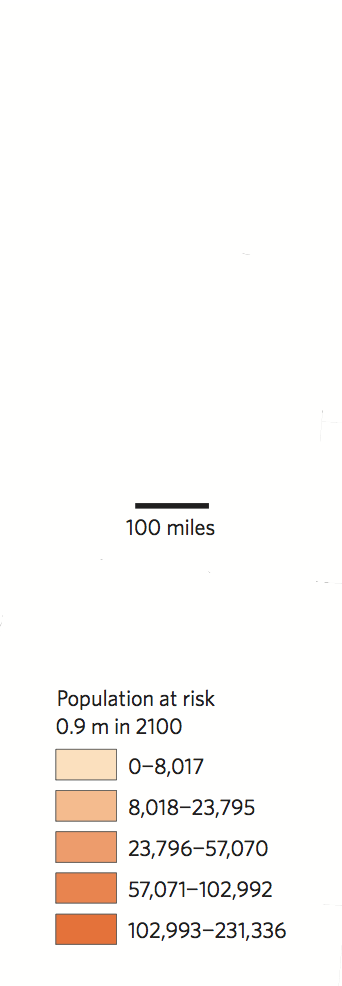 100 miles
Population at risk
0.9 m in 2100
0–8,017
8,018–23,795
23,796–57,070
57,071–102,992
102,993–231,336